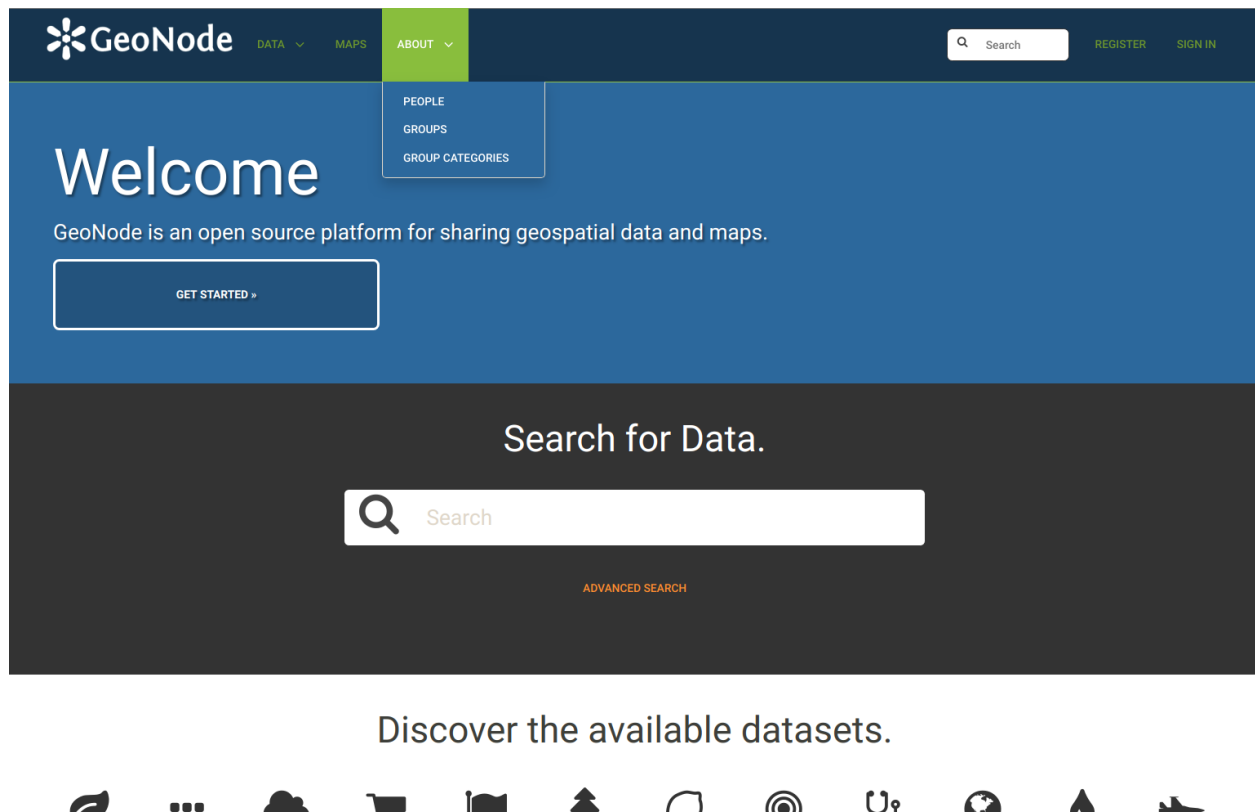 GeoNode DATA MAPS ABOUT Search REGISTER SIGN IN
PEOPLE
GROUPS
GROUP CATEGORIES
Welcome
GeoNode is an open source platform for sharing geospatial data and maps.
GET STARTED »
Search for Data.
Search
ADVANCED SEARCH
Discover the available datasets.